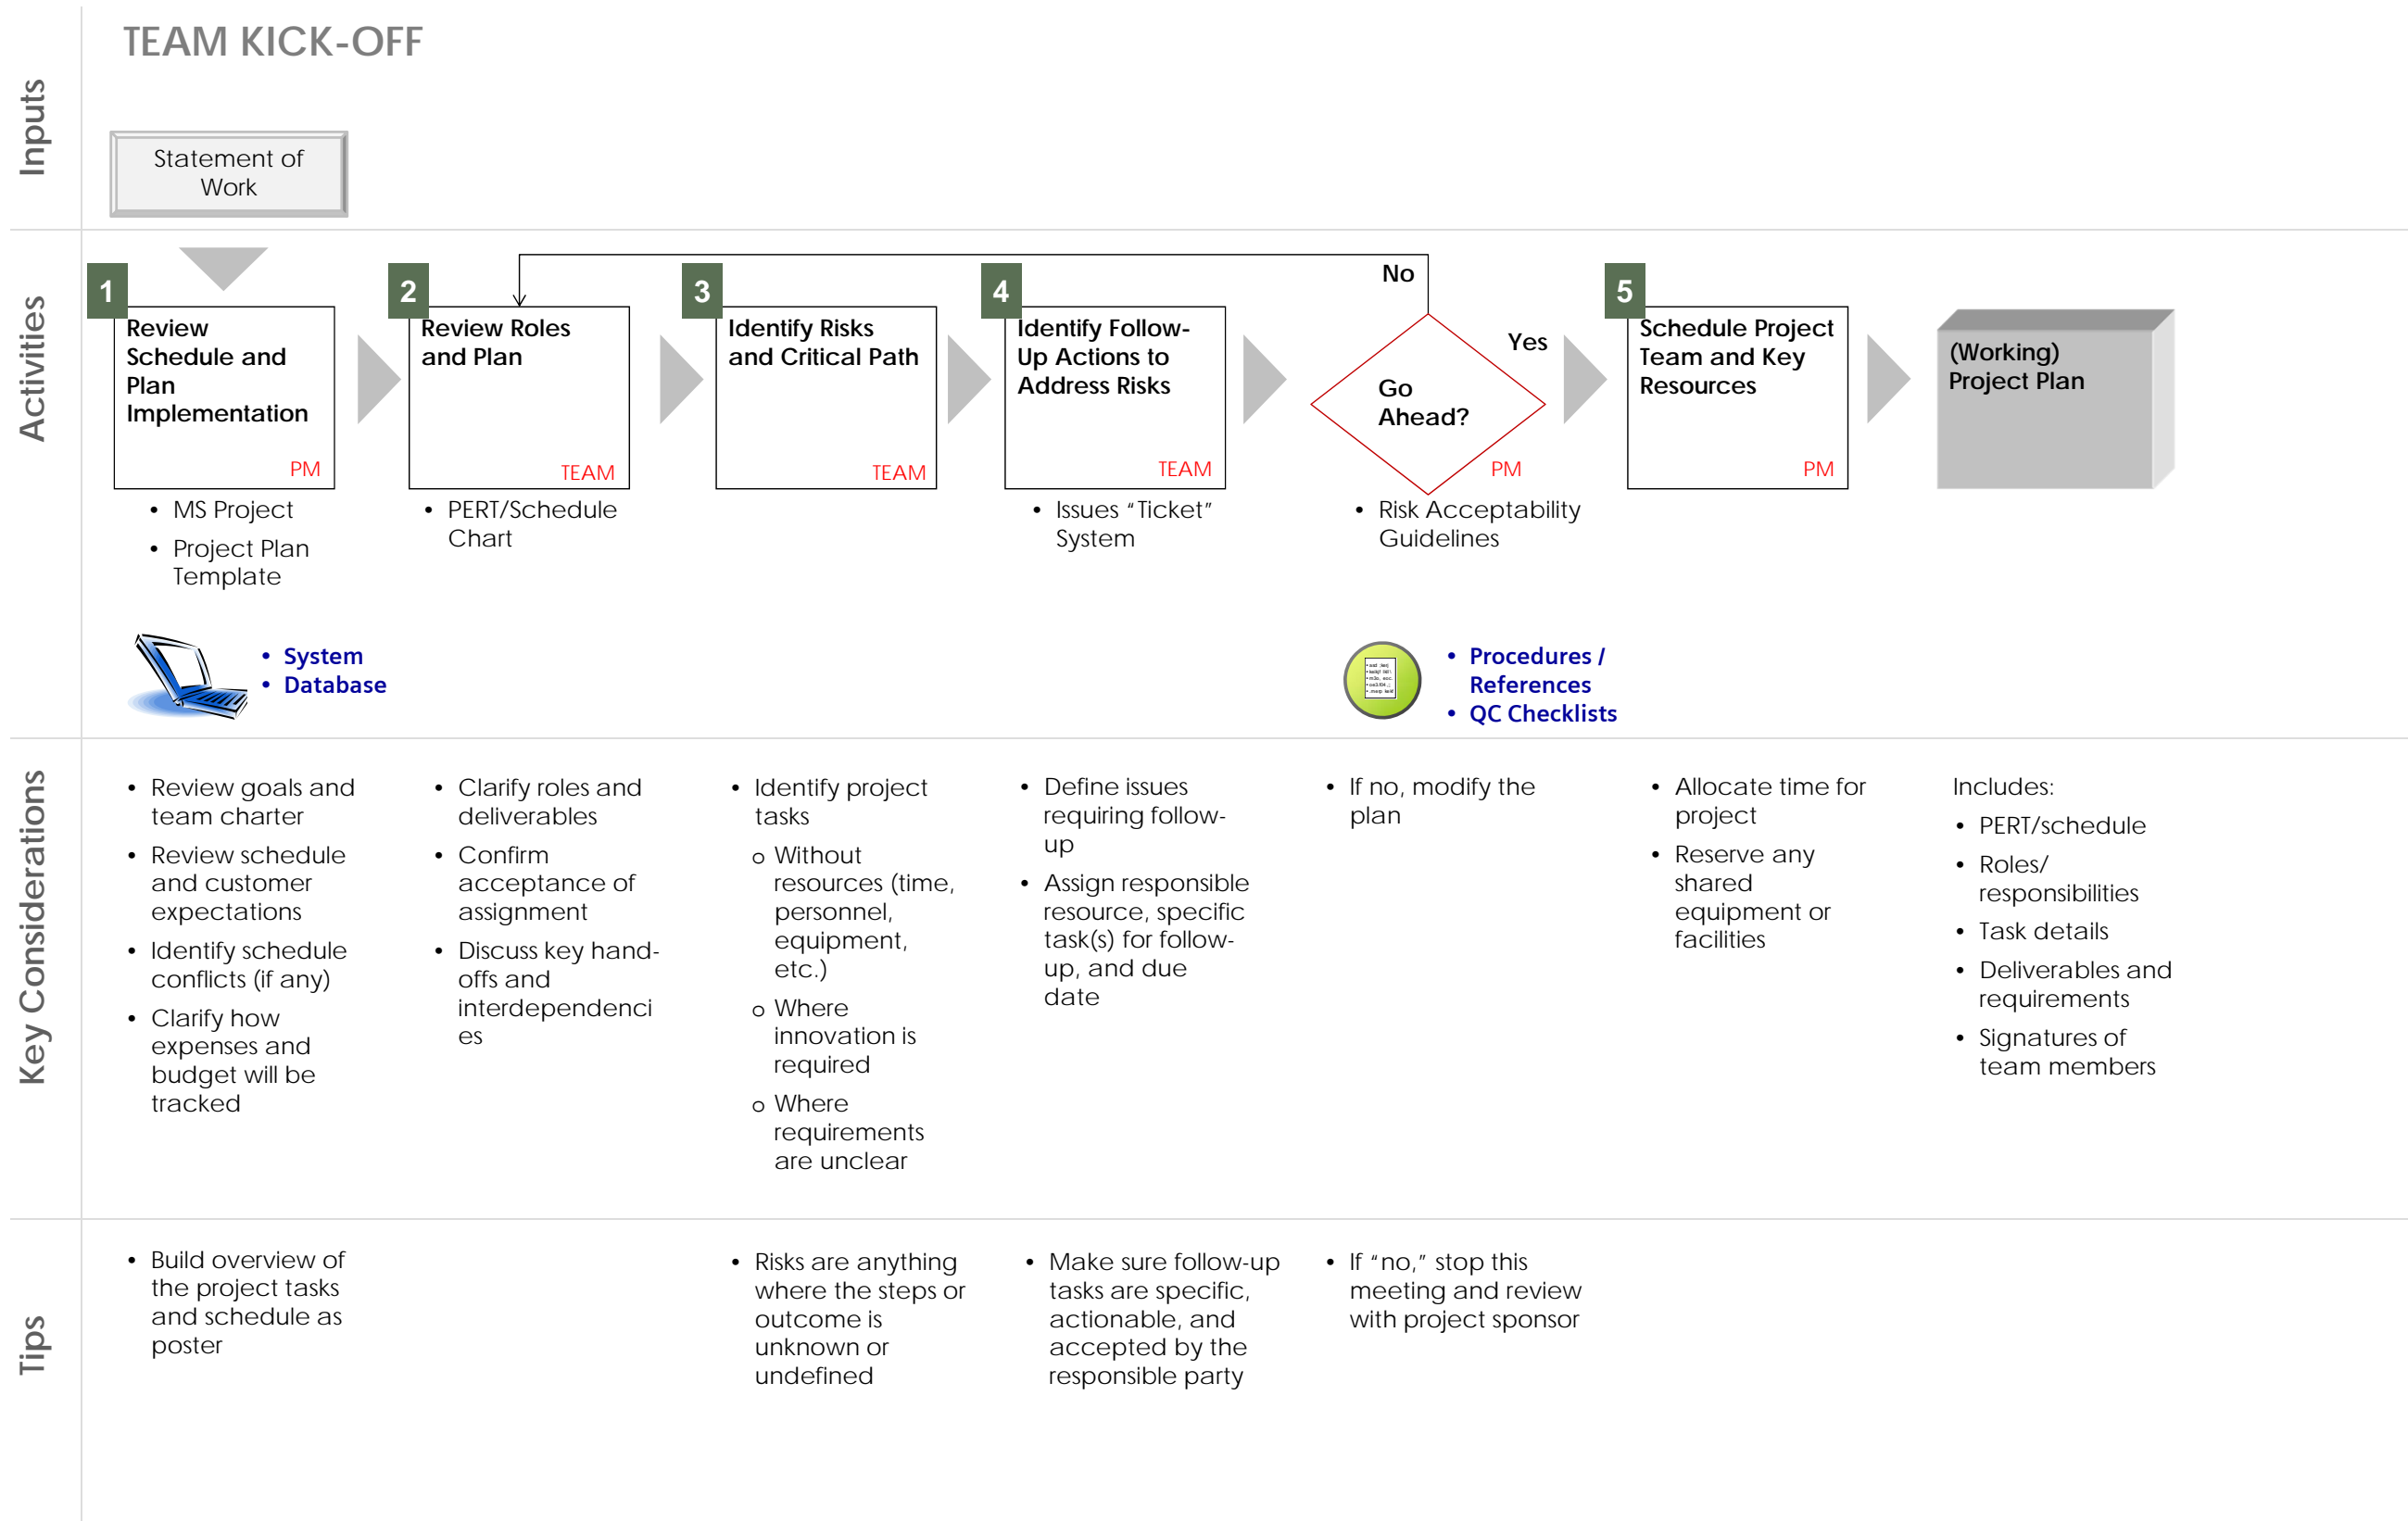 TEAM KICK-OFF
Inputs
Statement of
Work
Activities
1
Review
Schedule and
Plan
Implementation
PM
• MS Project
• Project Plan
Template
2
Review Roles
and Plan
TEAM
• PERT/Schedule
Chart
3
Identify Risks
and Critical Path
TEAM
4
Identify Follow-
Up Actions to
Address Risks
TEAM
• Issues “Ticket”
System
No
Yes
Go
Ahead?
PM
• Risk Acceptability
Guidelines
5
Schedule Project
Team and Key
Resources
PM
(Working)
Project Plan
• System
• Database
• Procedures /
References
• QC Checklists
Key Considerations
• Review goals and
team charter
• Review schedule
and customer
expectations
• Identify schedule
conflicts (if any)
• Clarify how
expenses and
budget will be
tracked
• Clarify roles and
deliverables
• Confirm
acceptance of
assignment
• Discuss key hand-
offs and
interdependenci
es
• Identify project
tasks
o Without
resources (time,
personnel,
equipment,
etc.)
o Where
innovation is
required
o Where
requirements
are unclear
• Define issues
requiring follow-
up
• Assign responsible
resource, specific
task(s) for follow-
up, and due
date
• If no, modify the
plan
• Allocate time for
project
• Reserve any
shared
equipment or
facilities
Includes:
• PERT/schedule
• Roles/
responsibilities
• Task details
• Deliverables and
requirements
• Signatures of
team members
Tips
• Build overview of
the project tasks
and schedule as
poster
• Risks are anything
where the steps or
outcome is
unknown or
undefined
• Make sure follow-up
tasks are specific,
actionable, and
accepted by the
responsible party
• If “no,” stop this
meeting and review
with project sponsor